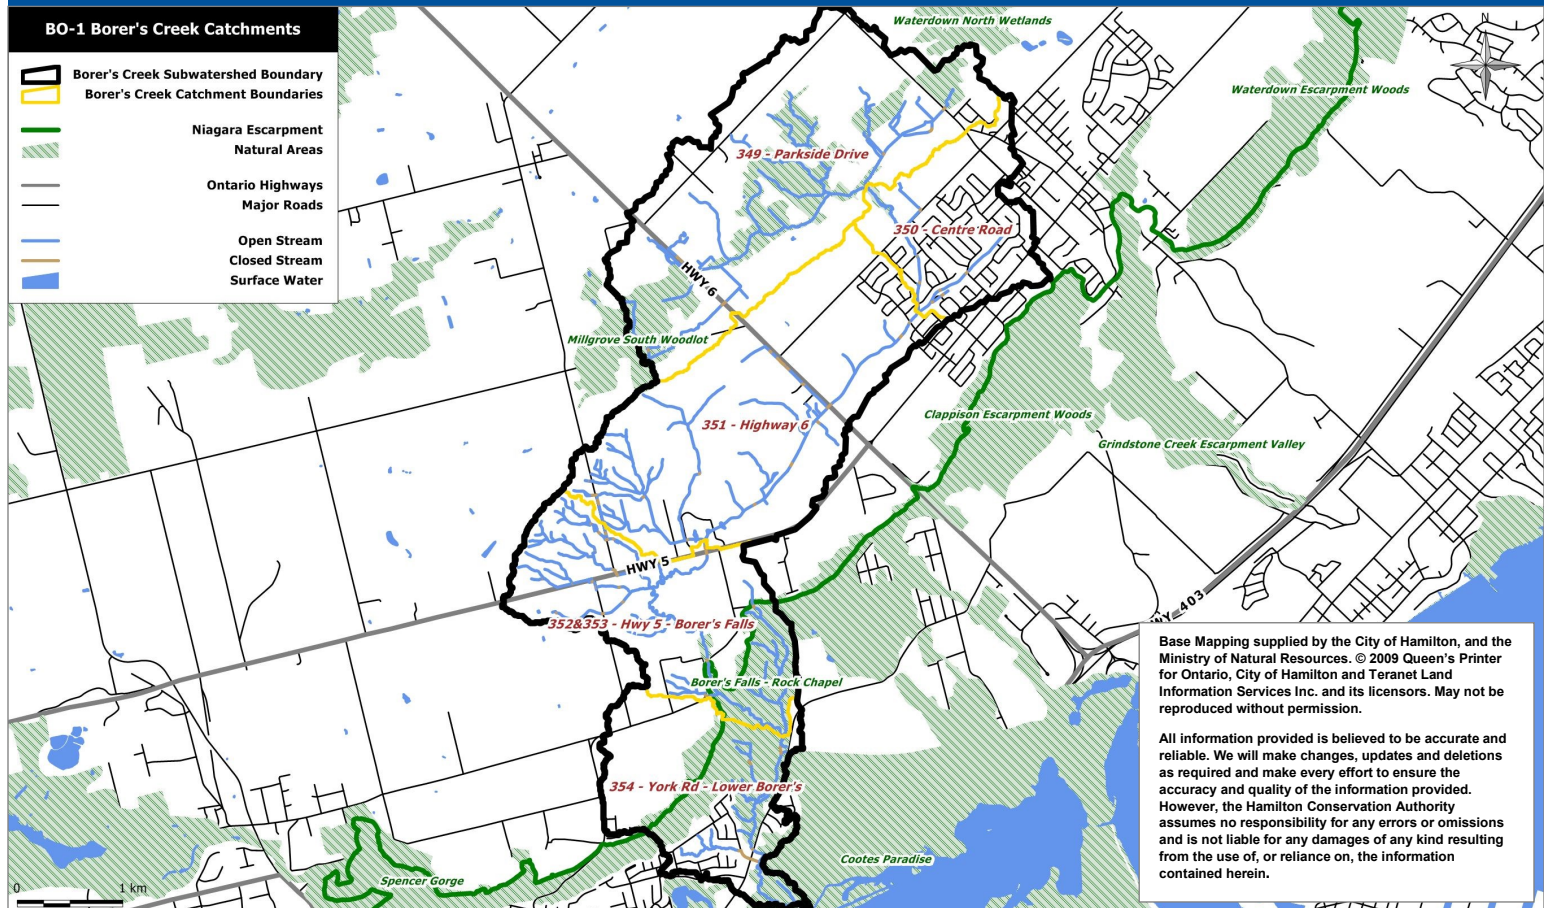 BO-1 Borer's Creek Catchments
Borer's Creek Subwatershed Boundary
Borer's Creek Catchment Boundaries
Niagara Escarpment
Natural Areas
Ontario Highways
Major Roads
Open Stream
Closed Stream
Surface Water
Waterdown North Wetlands
N
Waterdown Escarpment Woods
349 - Parkside Drive
350 - Centre Road
HWY 6
Millgrove South Woodlot
351 - Highway 6
Clappison Escarpment Woods
Grindstone Creek Escarpment Valley
HWY 5
HWY 403
352&353 - Hwy 5 - Borer's Falls
Borer's Falls - Rock Chapel
354 - York Rd - Lower Borer's
Cootes Paradise
Spencer Gorge
0 1 km
Base Mapping supplied by the City of Hamilton, and the
Ministry of Natural Resources. © 2009 Queen's Printer
for Ontario, City of Hamilton and Teranet Land
Information Services Inc. and its licensors. May not be
reproduced without permission.
All information provided is believed to be accurate and
reliable. We will make changes, updates and deletions
as required and make every effort to ensure the
accuracy and quality of the information provided.
However, the Hamilton Conservation Authority
assumes no responsibility for any errors or omissions
and is not liable for any damages of any kind resulting
from the use of, or reliance on, the information
contained herein.